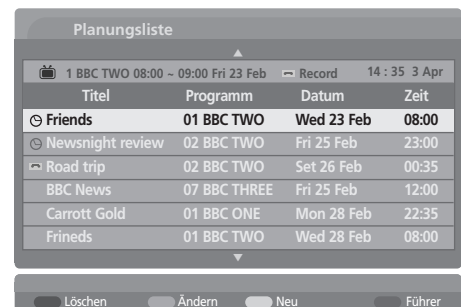 Planungsliste
1 BBC TWO 08:00 ~ 09:00 Fri 23 Feb Record 14 : 35 3 Apr
Titel Programm Datum Zeit
Friends 01 BBC TWO Wed 23 Feb 08:00
Newsnight review 02 BBC TWO Fri 25 Feb 23:00
Road trip 02 BBC TWO Set 26 Feb 00:35
BBC News 07 BBC THREE Fri 25 Feb 12:00
Carrott Gold 01 BBC ONE Mon 28 Feb 22:35
Frineds 01 BBC TWO Wed 28 Feb 08:00
Löschen Ändern Neu Führer